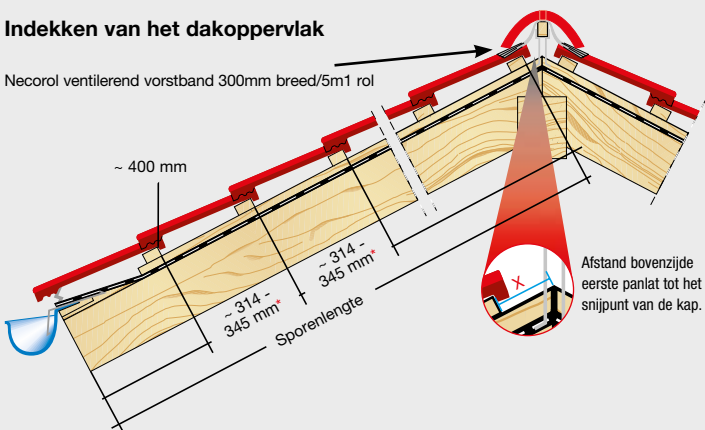 Indekken van het dakoppervlak
Necorol ventilerend vorstband 300mm breed/5m1 rol
~ 400 mm
~ 314 -
345 mm*
~ 314 -
345 mm*
Sporenlengte
X
Afstand bovenzijde
eerste panlat tot het
snijpunt van de kap.